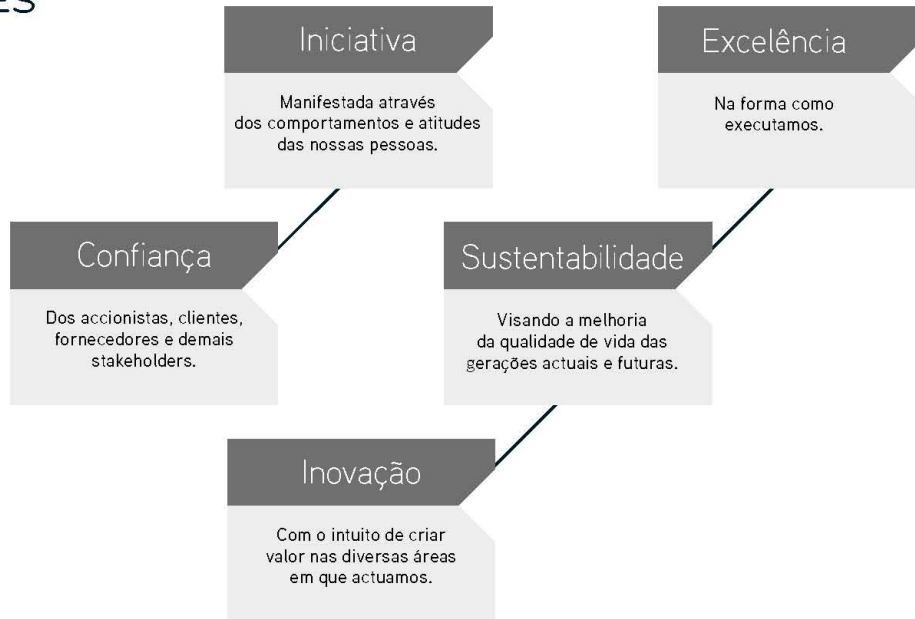 ES
Iniciativa
Manifestada através
dos comportamentos e atitudes
das nossas pessoas.
Excelência
Na forma como
executamos.
Confiança
Dos accionistas, clientes,
fornecedores e demais
stakeholders.
Sustentabilidade
Visando a melhoria
da qualidade de vida das
gerações actuais e futuras.
Inovação
Com o intuito de criar
valor nas diversas áreas
em que actuamos.